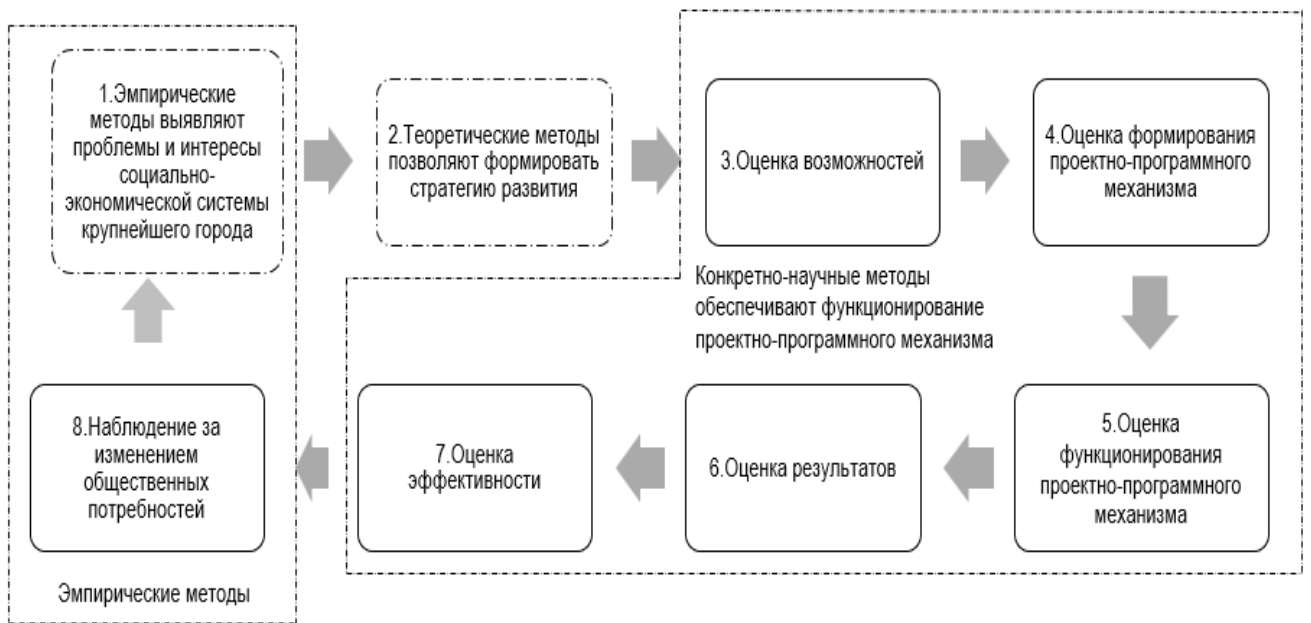 1.Эмпирические
методы выявляют
проблемы и интересы
социально-
экономической системы
крупнейшего города
2.Теоретические методы
позволяют формировать
стратегию развития
3.Оценка возможностей
4.Оценка формирования
проектно-программного
механизма
Конкретно-научные методы
обеспечивают функционирование
проектно-программного механизма
5.Оценка
функционирования
проектно-программного
механизма
6.Оценка результатов
7.Оценка
эффективности
8.Наблюдение за
изменением
общественных
потребностей
Эмпирические методы